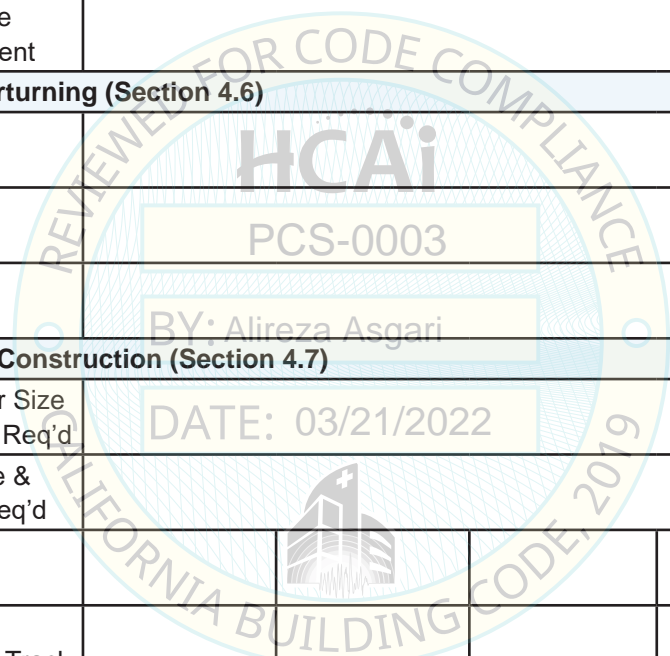 e
ent
rturning (Section 4.6)
REVIEWED FOR CODE COMPLIANCE
HCAi
PCS-0003
BY: Alireza Asgari
Construction (Section 4.7)
r Size
Req'd
DATE: 03/21/2022
e &
eq'd
CALIFORNIA BUILDING CODE, 2019